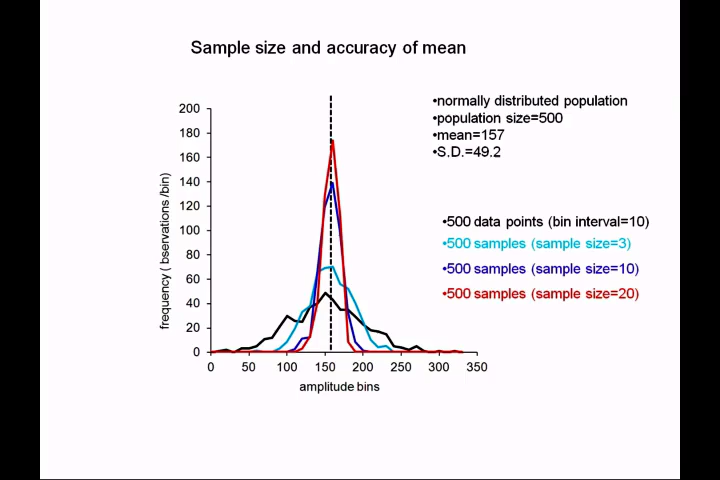 Sample size and accuracy of mean
•normally distributed population
•population size=500
•mean=157
•S.D.=49.2
•500 data points (bin interval=10)
•500 samples (sample size=3)
•500 samples (sample size=10)
•500 samples (sample size=20)
frequency ( bservations /bin)
200
180
160
140
120
100
80
60
40
20
0
0 50 100 150 200 250 300 350
amplitude bins